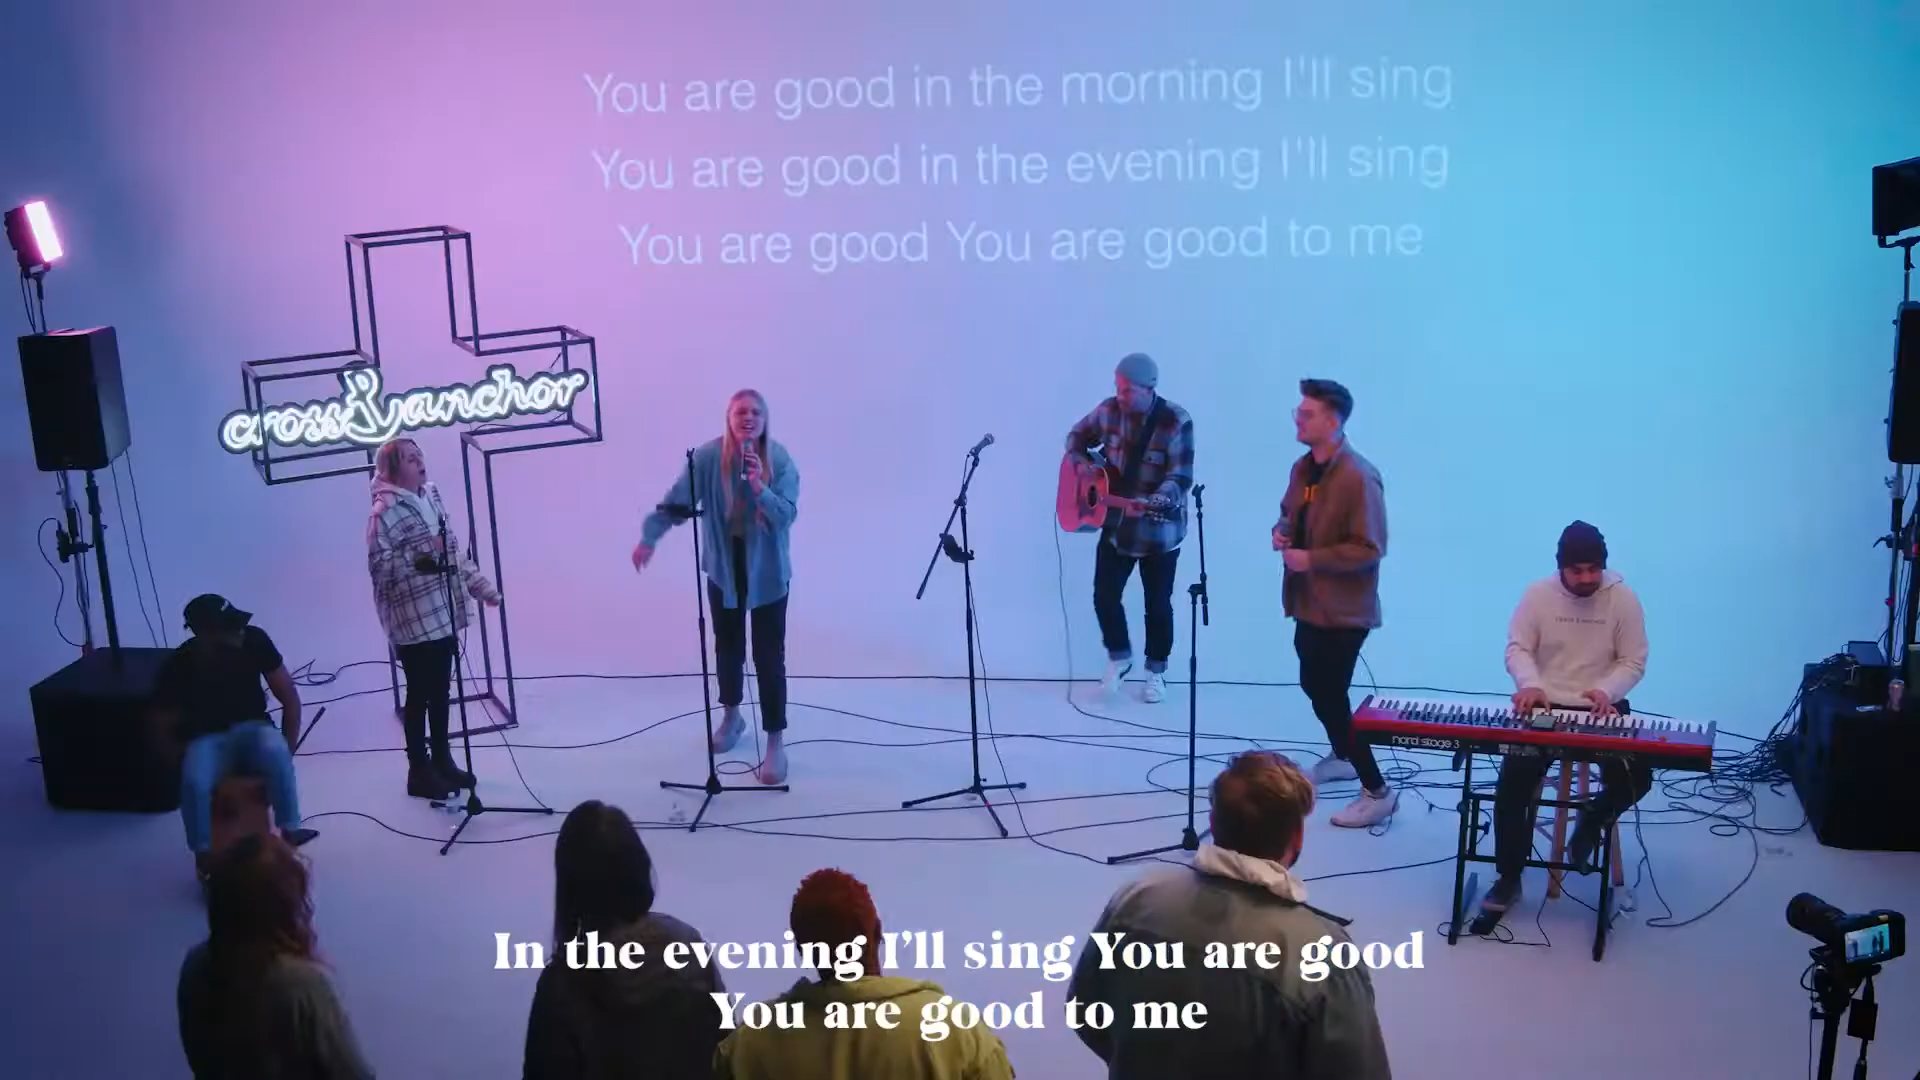 You are good in the morning I'll sing
You are good in the evening I'll sing
You are good You are good to me
cross&anchor
nord stage 3
In the evening I’ll sing You are good
You are good to me